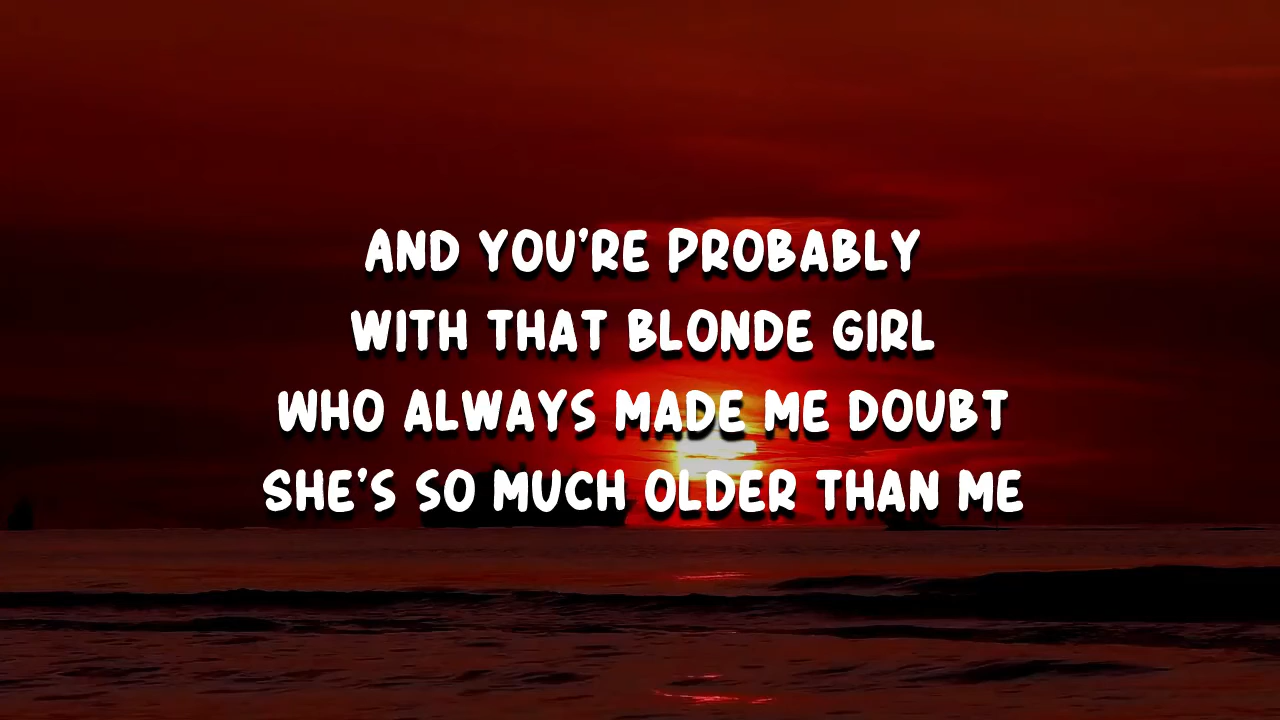 AND YOU'RE PROBABLY
WITH THAT BLONDE GIRL
WHO ALWAYS MADE ME DOUBT
SHE'S SO MUCH OLDER THAN ME